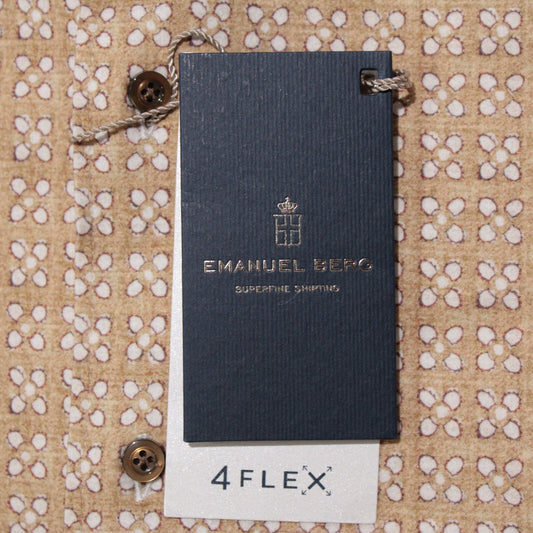 EMANUEL BERG
SUPERFINE SHIRTING
4FLEX